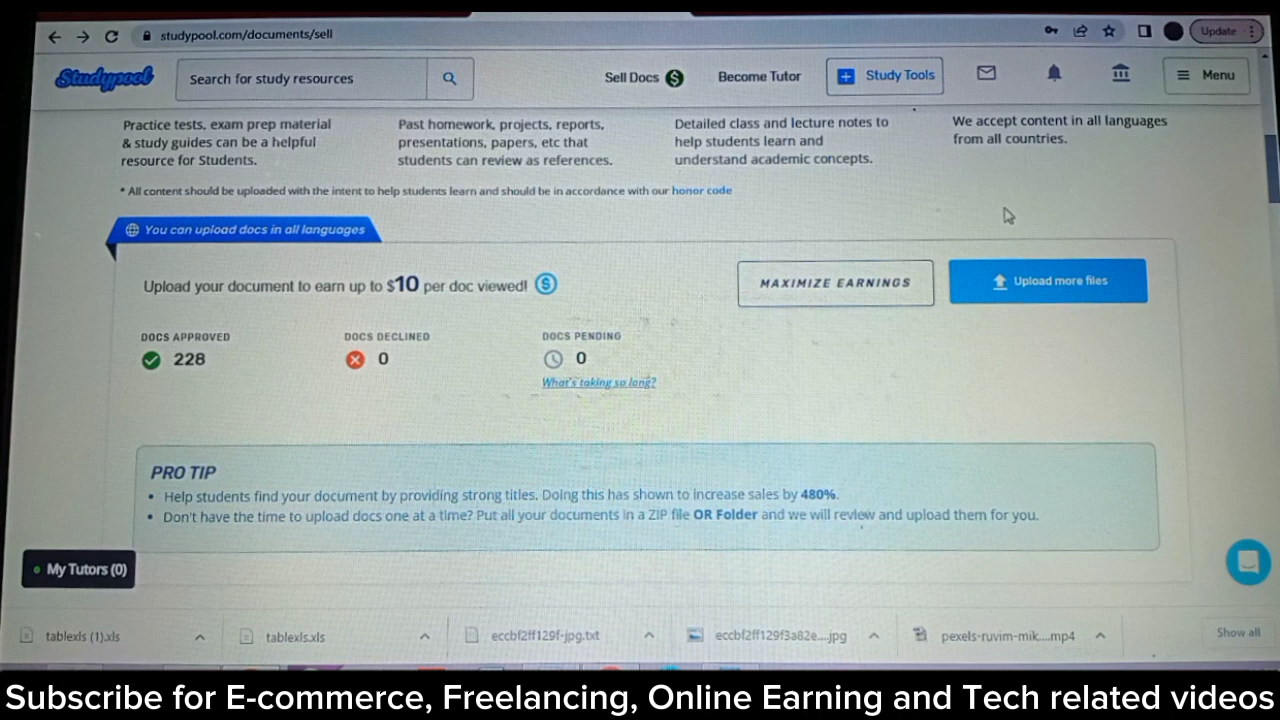 studypool.com/documents/sell
Update
Studypool
Search for study resources
Sell Docs
Become Tutor
Study Tools
Menu
Practice tests, exam prep material
& study guides can be a helpful
resource for Students.
Past homework, projects, reports,
presentations, papers, etc that
students can review as references.
Detailed class and lecture notes to
help students learn and
understand academic concepts.
We accept content in all languages
from all countries.
* All content should be uploaded with the intent to help students learn and should be in accordance with our honor code
You can upload docs in all languages
Upload your document to earn up to $10 per doc viewed!
MAXIMIZE EARNINGS
Upload more files
DOCS APPROVED
228
DOCS DECLINED
0
DOCS PENDING
0
What's taking so long?
PRO TIP
• Help students find your document by providing strong titles. Doing this has shown to increase sales by 480%.
• Don't have the time to upload docs one at a time? Put all your documents in a ZIP file OR Folder and we will review and upload them for you.
My Tutors (0)
tablexls (1).xls
tablexls.xls
eccbf2ff129f-jpg.txt
eccbf2ff129f3a82e....jpg
pexels-ruvim-mik....mp4
Show all
Subscribe for E-commerce, Freelancing, Online Earning and Tech related videos